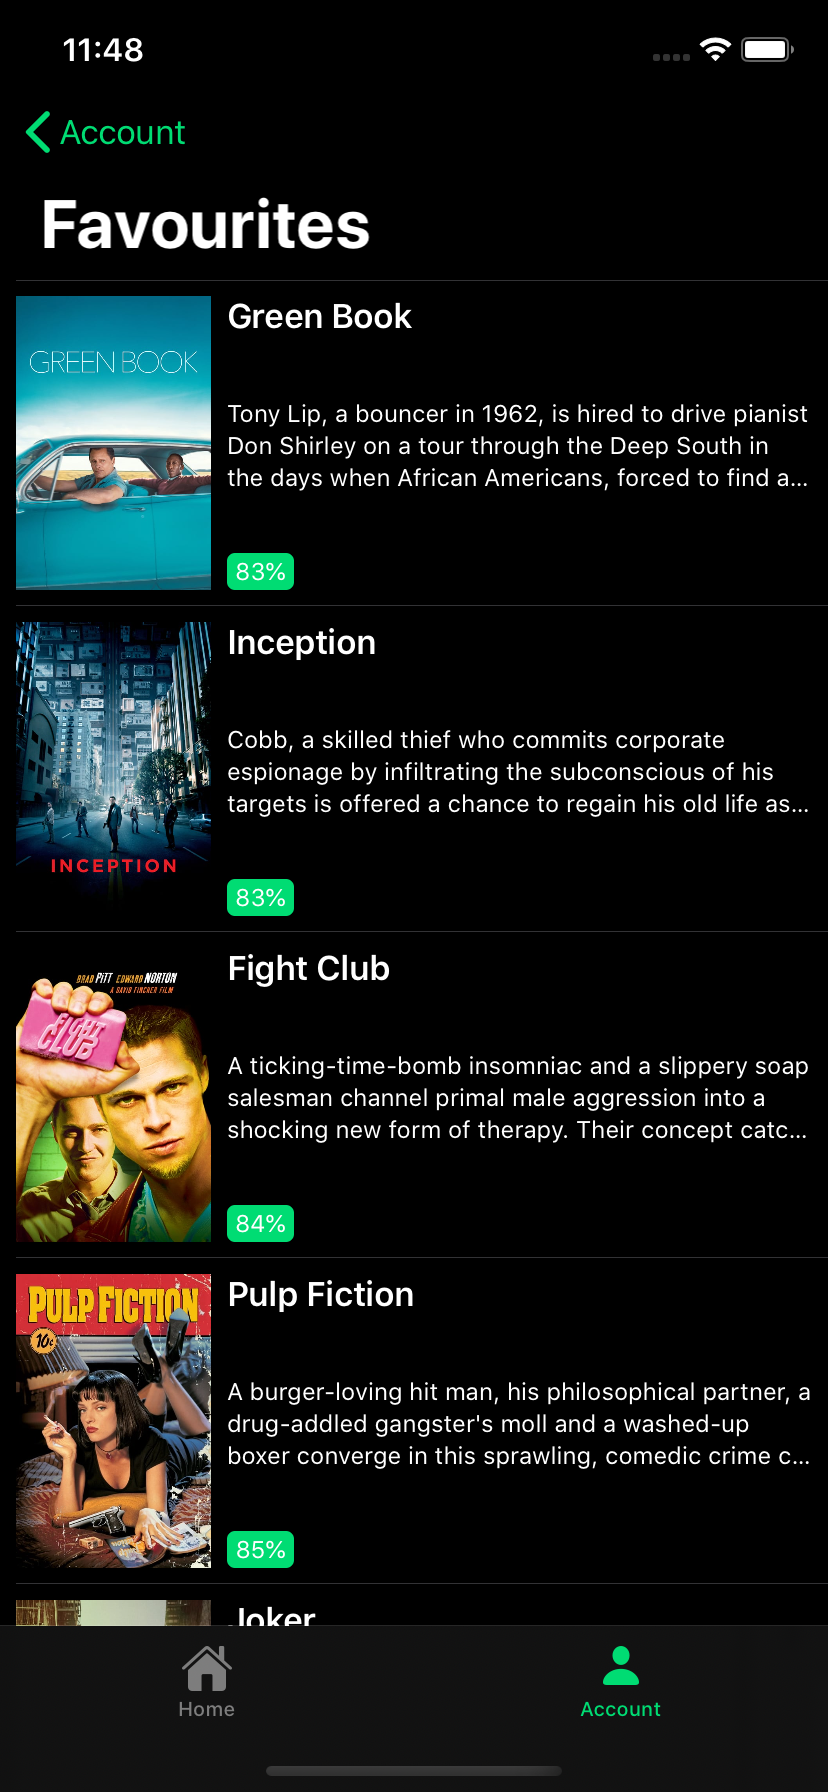 11:48
Account
Favourites
GREEN BOOK
Green Book
Tony Lip, a bouncer in 1962, is hired to drive pianist
Don Shirley on a tour through the Deep South in
the days when African Americans, forced to find a...
83%
INCEPTION
Inception
Cobb, a skilled thief who commits corporate
espionage by infiltrating the subconscious of his
targets is offered a chance to regain his old life as...
83%
BRAD PITT EDWARD NORTON
A DAVID FINCHER FILM
FIGHT
CLUB
Fight Club
A ticking-time-bomb insomniac and a slippery soap
salesman channel primal male aggression into a
shocking new form of therapy. Their concept catc...
84%
PULP FICTION
10¢
Pulp Fiction
A burger-loving hit man, his philosophical partner, a
drug-addled gangster's moll and a washed-up
boxer converge in this sprawling, comedic crime c...
85%
Joker
Home
Account